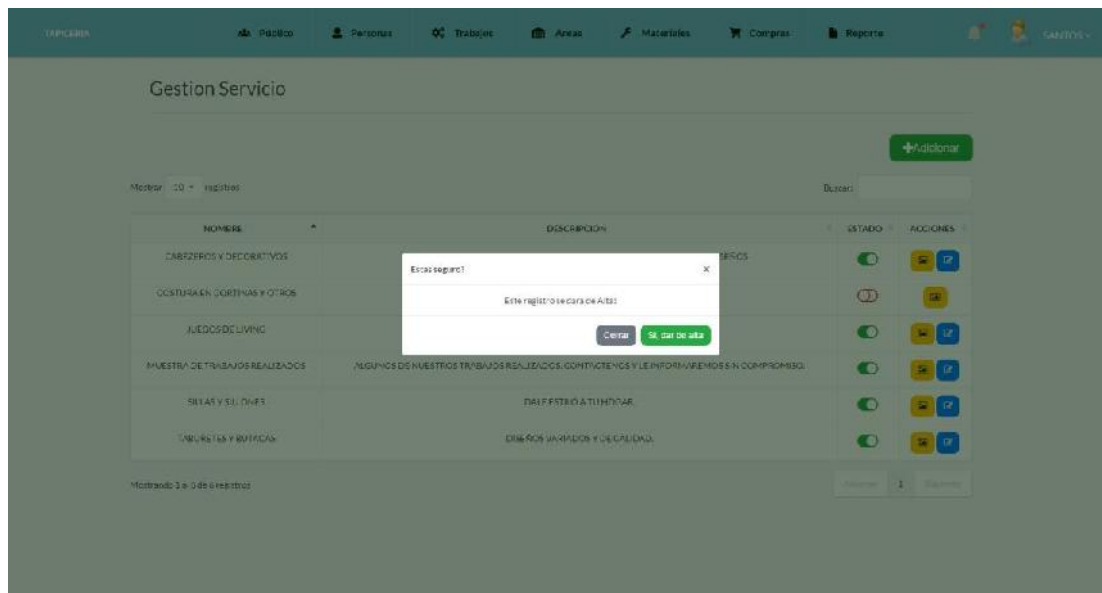 TAPICERIA Publico Personas Trabajos Areas Materiales Compras Reporte SANTOS
Gestion Servicio
Adicionar
Mostrar 10 registros Buscar:
NOMBRE DESCRIPCION ESTADO ACCIONES
CABEZEROS Y DECORATIVOS
Estas seguro? ×
COSTURA EN CORTINAS Y OTROS
Este registro se dara de Alta!
JUEGOS DE LIVING
Cerrar Si, dar de alta
MUESTRA DE TRABAJOS REALIZADOS ALGUNOS DE NUESTROS TRABAJOS REALIZADOS. CONTACTENOS Y LE INFORMAREMOS SIN COMPROMISO.
SILLAS Y SILLONES DALE ESTILO A TU HOGAR.
TABURETES Y BUTACAS DISEÑOS VARIADOS Y DE CALIDAD.
Mostrando 1 a 6 de 6 registros Anterior 1 Siguiente